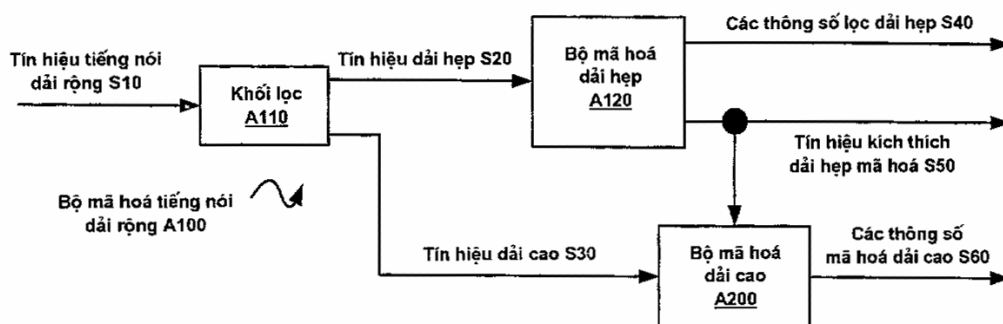 Tín hiệu tiếng nói
dải rộng S10
Khối lọc
A110
Tín hiệu dải hẹp S20
Bộ mã hoá
dải hẹp
A120
Các thông số lọc dải hẹp S40
Tín hiệu kích thích
dải hẹp mã hoá S50
Bộ mã hoá tiếng nói
dải rộng A100
Tín hiệu dải cao S30
Bộ mã hoá
dải cao
A200
Các thông số
mã hoá dải cao S60